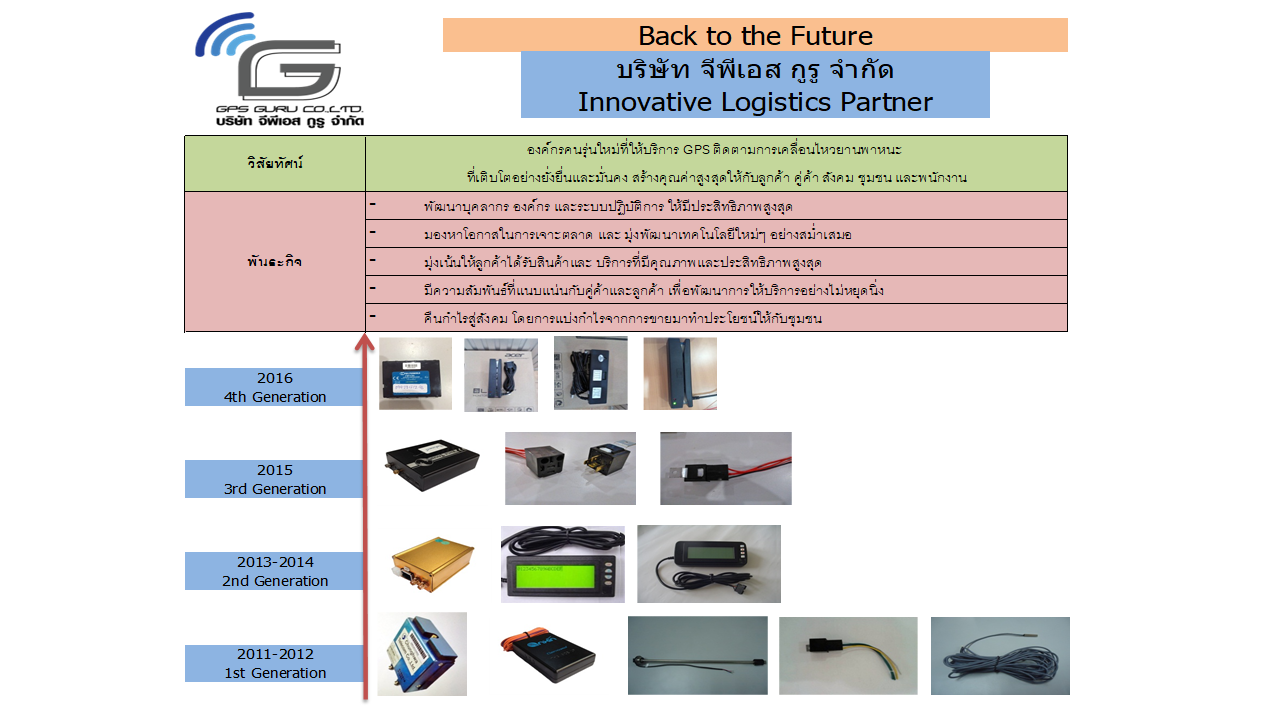 Back to the Future
บริษัท จีพีเอส กูรู จำกัด
Innovative Logistics Partner
GPS GURU CO.,LTD.
บริษัท จีพีเอส กูรู จำกัด
วิสัยทัศน์
องค์กรคนรุ่นใหม่ที่ให้บริการ GPS ติดตามการเคลื่อนไหวยานพาหนะ
ที่เติบโตอย่างยั่งยืนและมั่นคง สร้างคุณค่าสูงสุดให้กับลูกค้า คู่ค้า สังคม ชุมชน และพนักงาน
พันธะกิจ
- พัฒนาบุคลากร องค์กร และระบบปฏิบัติการ ให้มีประสิทธิภาพสูงสุด
- มองหาโอกาสในการเจาะตลาด และ มุ่งพัฒนาเทคโนโลยีใหม่ๆ อย่างสม่ำเสมอ
- มุ่งเน้นให้ลูกค้าได้รับสินค้าและ บริการที่มีคุณภาพและประสิทธิภาพสูงสุด
- มีความสัมพันธ์ที่แนบแน่นกับคู่ค้าและลูกค้า เพื่อพัฒนาการให้บริการอย่างไม่หยุดนิ่ง
- คืนกำไรสู่สังคม โดยการแบ่งกำไรจากการขายมาทำประโยชน์ให้กับชุมชน
2016
4th Generation
acer
2015
3rd Generation
2013-2014
2nd Generation
2011-2012
1st Generation